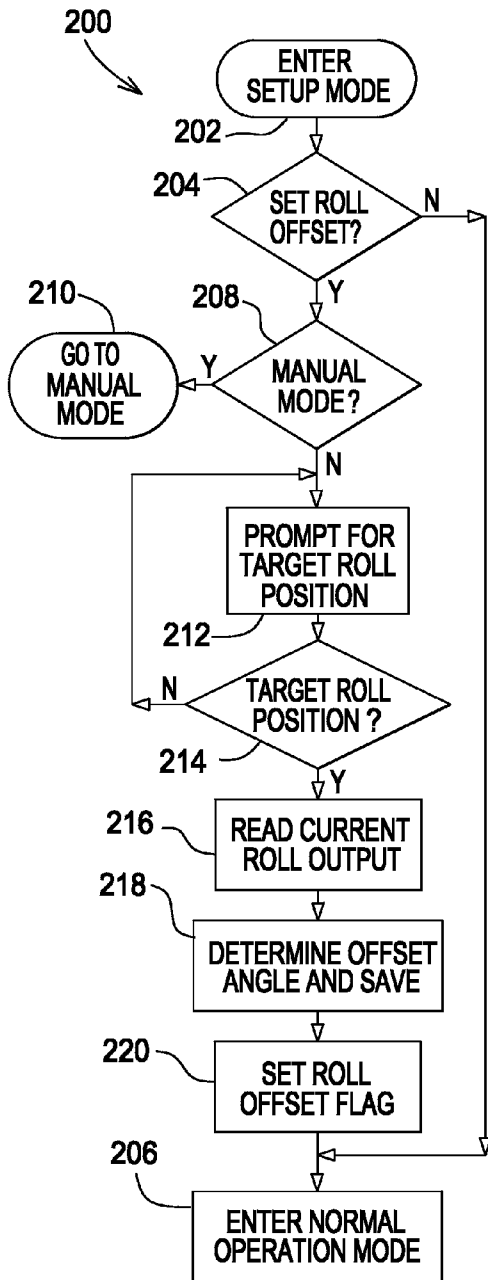 200
ENTER
SETUP MODE
202
204
SET ROLL
OFFSET?
N
Y
210
208
GO TO
MANUAL
MODE
Y
MANUAL
MODE?
N
PROMPT FOR
TARGET ROLL
POSITION
212
N
TARGET ROLL
POSITION ?
214
Y
216
READ CURRENT
ROLL OUTPUT
218
DETERMINE OFFSET
ANGLE AND SAVE
220
SET ROLL
OFFSET FLAG
206
ENTER NORMAL
OPERATION MODE